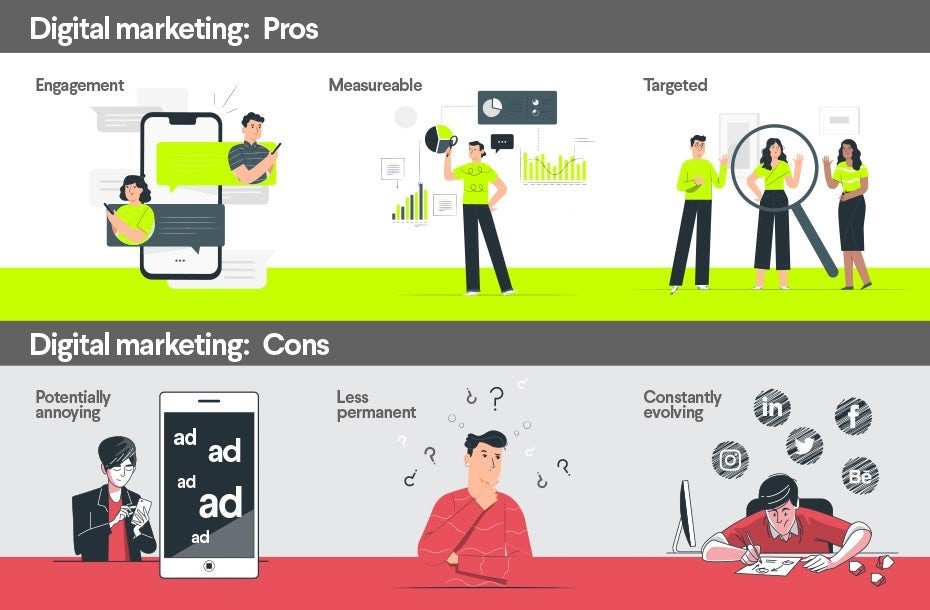 Digital marketing: Pros
Engagement
Measureable
Targeted
Digital marketing: Cons
Potentially
annoying
ad
ad
ad
ad
ad
Less
permanent
? ? ?
? ?
? ?
? ?
Constantly
evolving
in
f
Bē